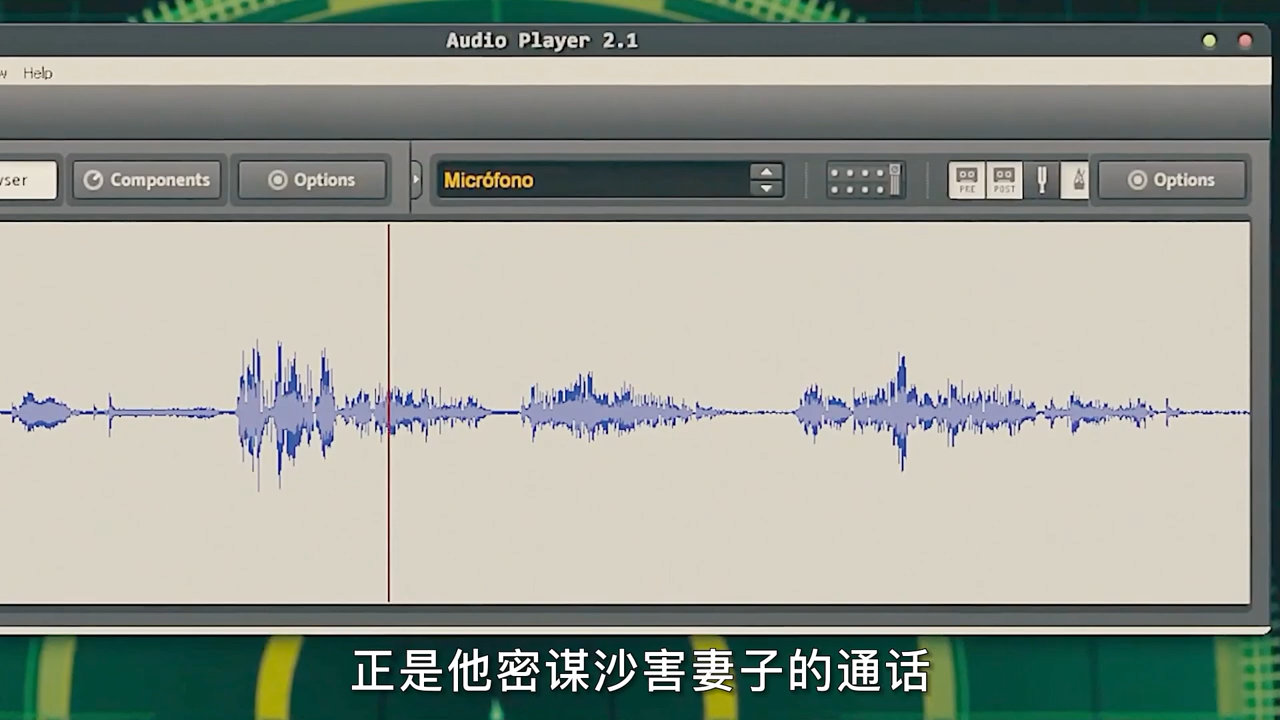 Audio Player 2.1
Help
Components
Options
Micrófono
PRE
POST
Options
正是他密谋沙害妻子的通话